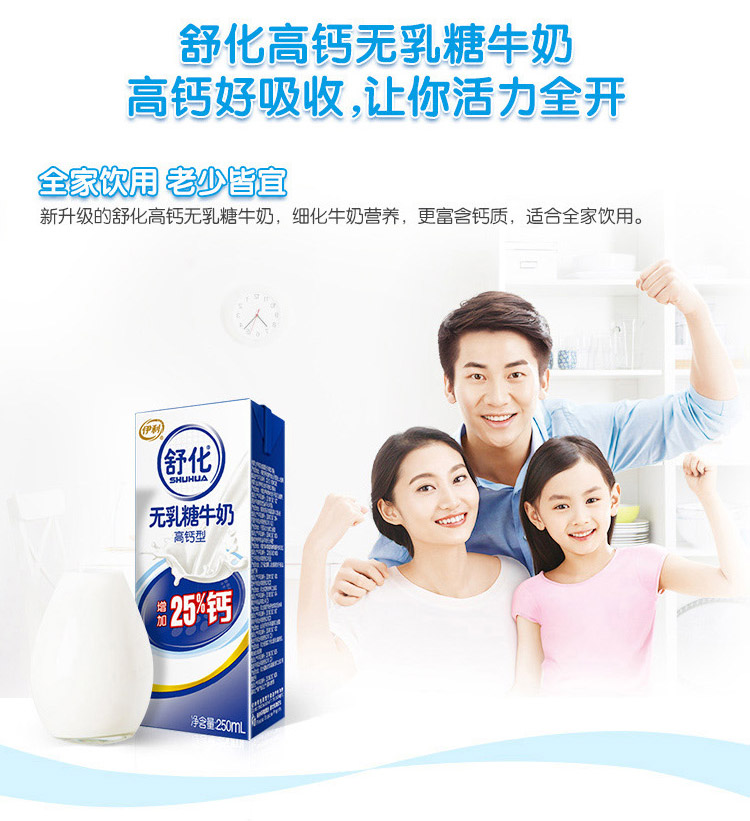 舒化高钙无乳糖牛奶
高钙好吸收,让你活力全开
全家饮用 老少皆宜
新升级的舒化高钙无乳糖牛奶，细化牛奶营养，更富含钙质，适合全家饮用。
伊利
舒化
SHUHUA
无乳糖牛奶
高钙型
增加
25%钙
净含量250mL